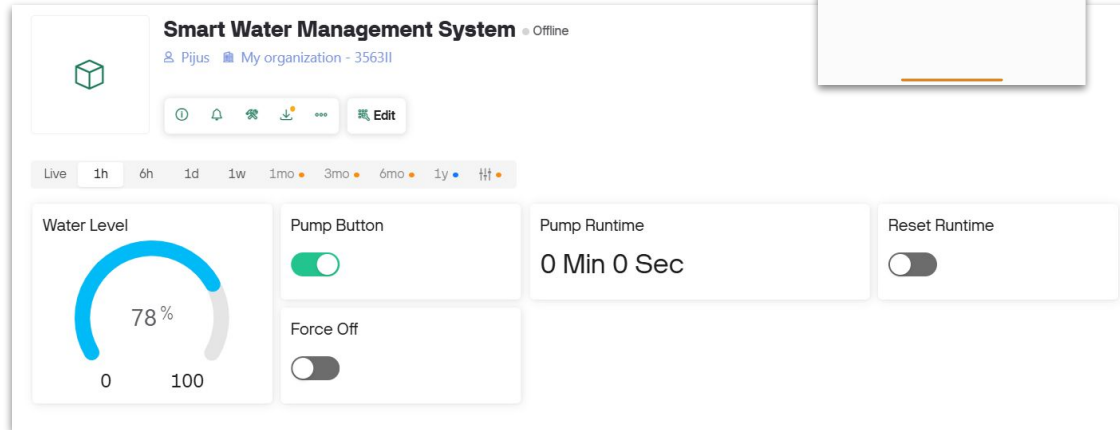 Smart Water Management System Offline
Pijus My organization - 3563II
Edit
Live 1h 6h 1d 1w 1mo 3mo 6mo 1y
Water Level
78 %
0 100
Pump Button
Force Off
Pump Runtime
0 Min 0 Sec
Reset Runtime